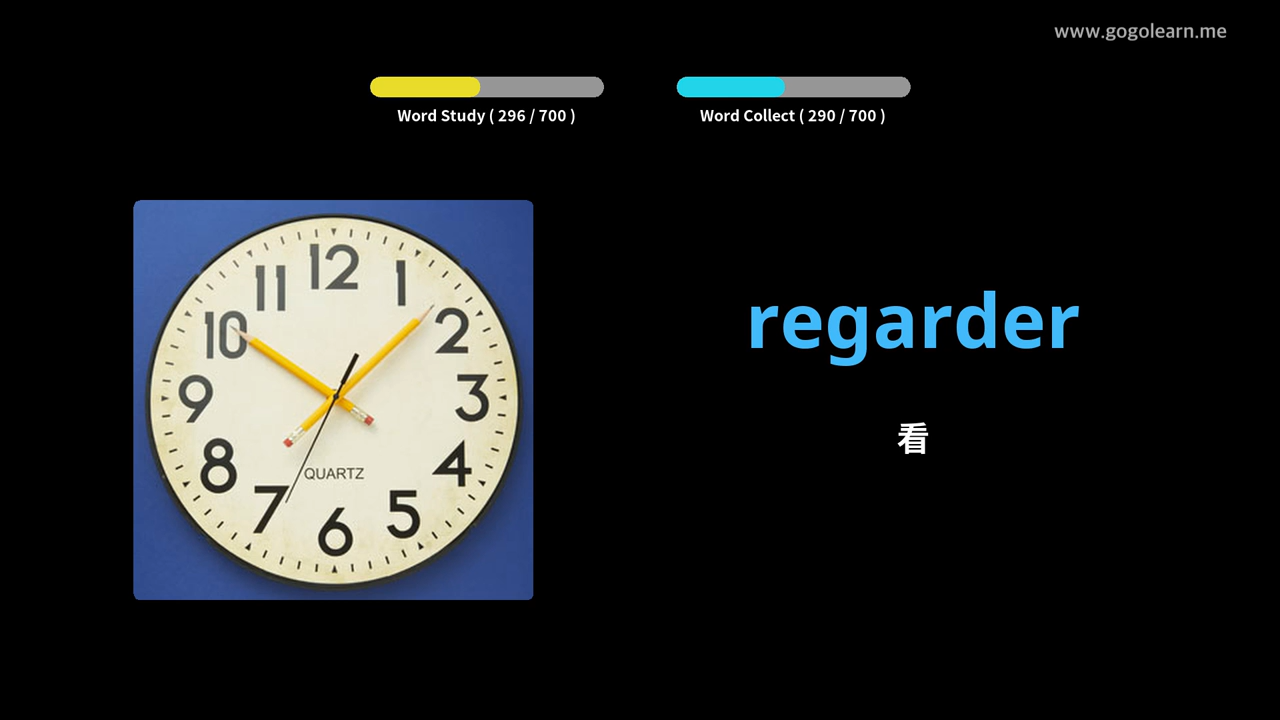 www.gogolearn.me
Word Study ( 296 / 700 )
Word Collect ( 290 / 700 )
12
11
1
10
2
9
3
8
4
QUARTZ
7
5
6
regarder
看